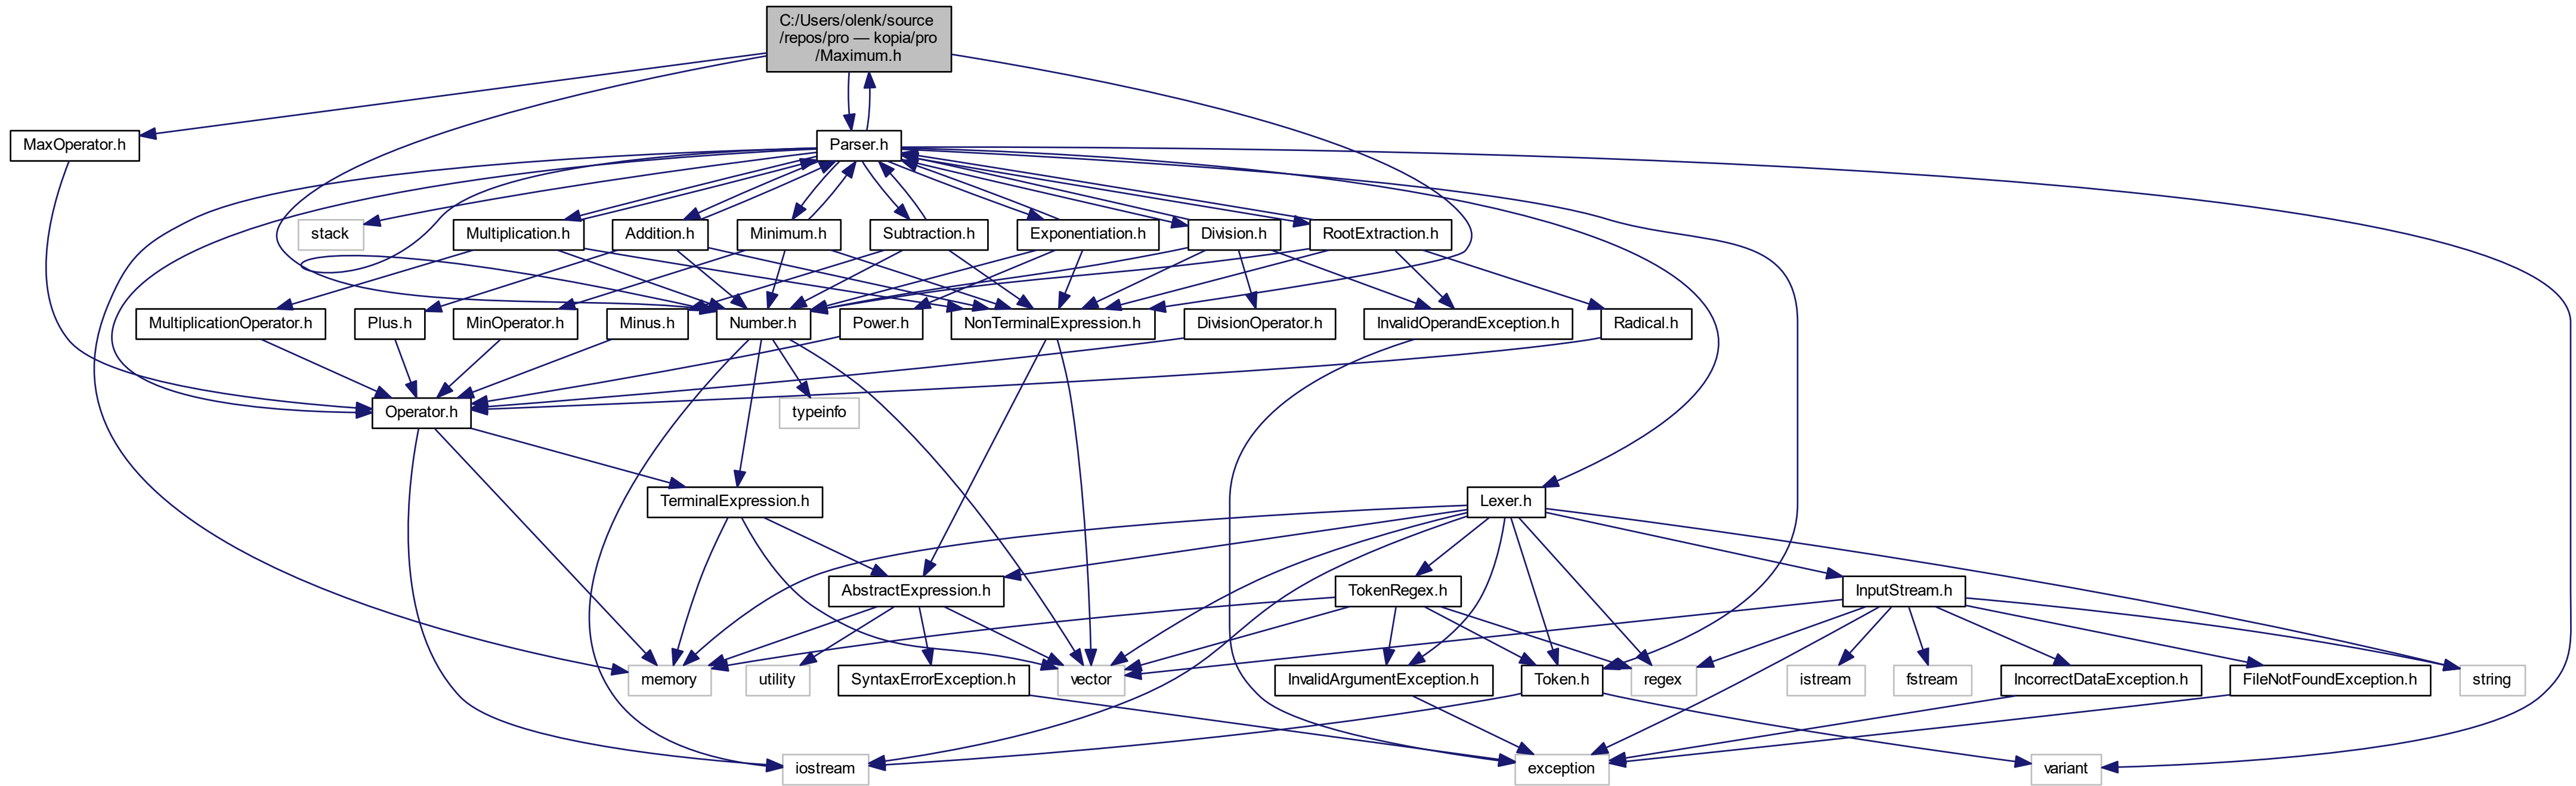 C:/Users/olenk/source
/repos/pro — kopia/pro
/Maximum.h
MaxOperator.h
Parser.h
stack
Multiplication.h
Addition.h
Minimum.h
Subtraction.h
Exponentiation.h
Division.h
RootExtraction.h
MultiplicationOperator.h
Plus.h
MinOperator.h
Minus.h
Number.h
Power.h
NonTerminalExpression.h
DivisionOperator.h
InvalidOperandException.h
Radical.h
Operator.h
typeinfo
TerminalExpression.h
Lexer.h
AbstractExpression.h
TokenRegex.h
InputStream.h
memory
utility
SyntaxErrorException.h
vector
InvalidArgumentException.h
Token.h
regex
istream
fstream
IncorrectDataException.h
FileNotFoundException.h
string
iostream
exception
variant